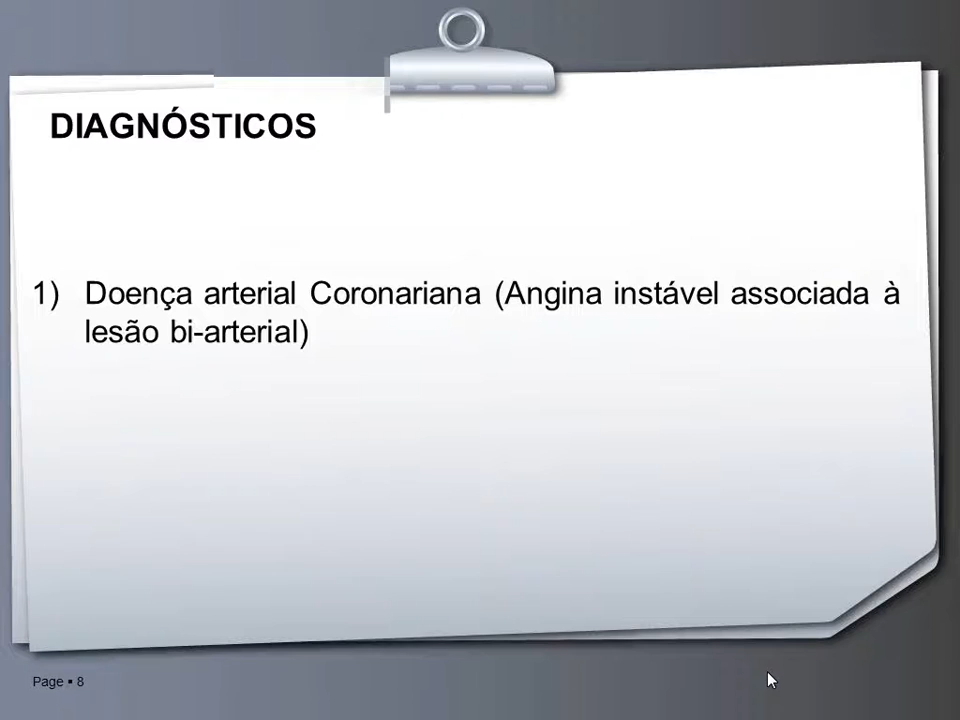 DIAGNÓSTICOS
1) Doença arterial Coronariana (Angina instável associada à
lesão bi-arterial)
Page ▪ 8